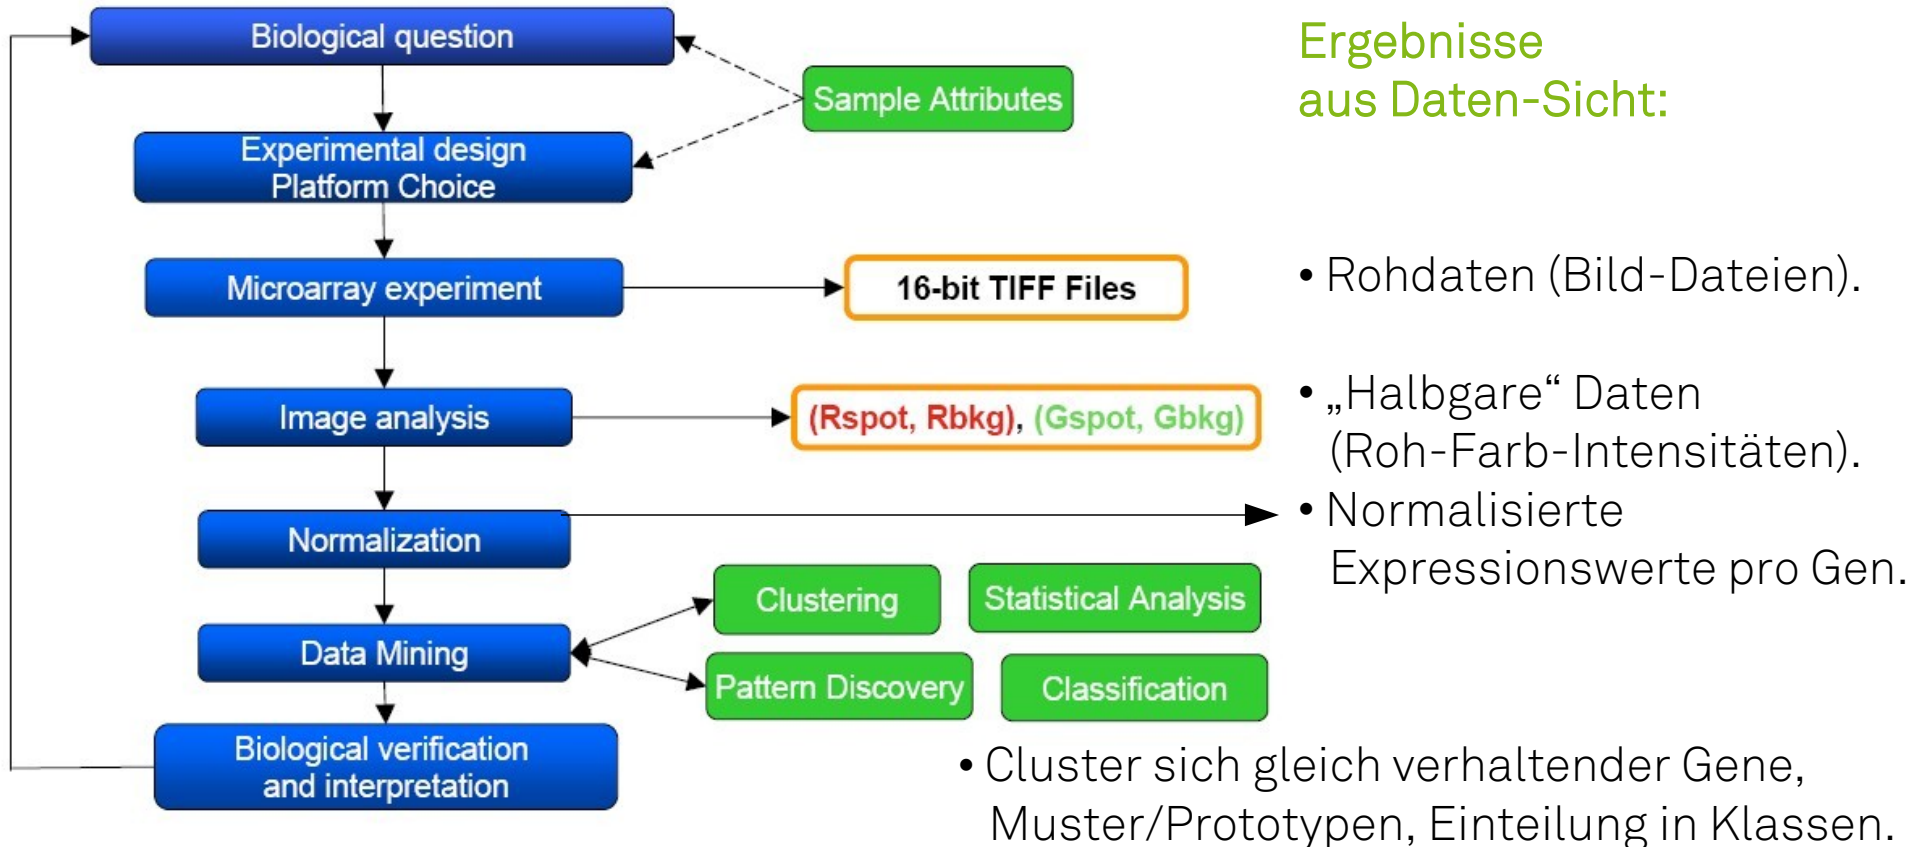 Biological question
Sample Attributes
Experimental design
Platform Choice
Microarray experiment
16-bit TIFF Files
Image analysis
(Rspot, Rbkg), (Gspot, Gbkg)
Normalization
Data Mining
Clustering
Statistical Analysis
Pattern Discovery
Classification
Biological verification
and interpretation
Ergebnisse
aus Daten-Sicht:
• Rohdaten (Bild-Dateien).
• „Halbgare“ Daten
(Roh-Farb-Intensitäten).
• Normalisierte
Expressionswerte pro Gen.
• Cluster sich gleich verhaltender Gene,
Muster/Prototypen, Einteilung in Klassen.